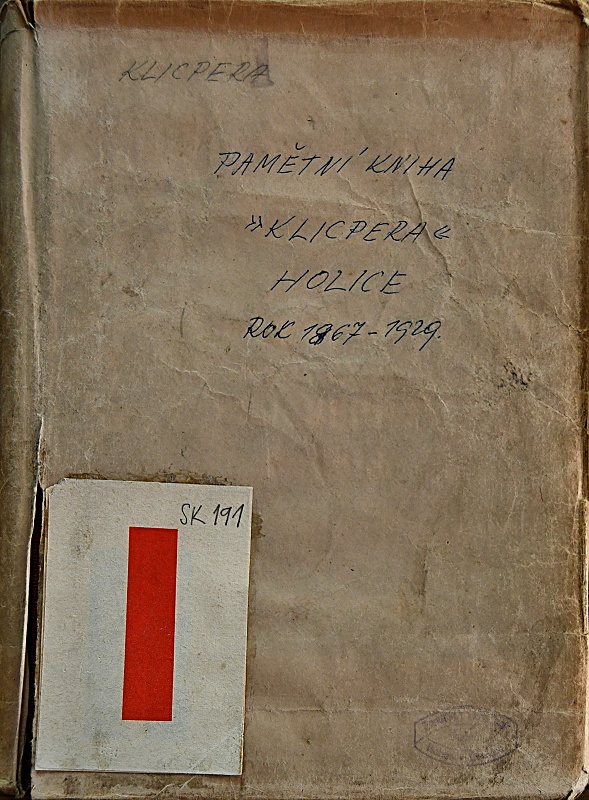 KLICPERA
PAMĚTNÍ KNIHA
»KLICPERA«
HOLICE
ROK 1867-1929.
SK 191